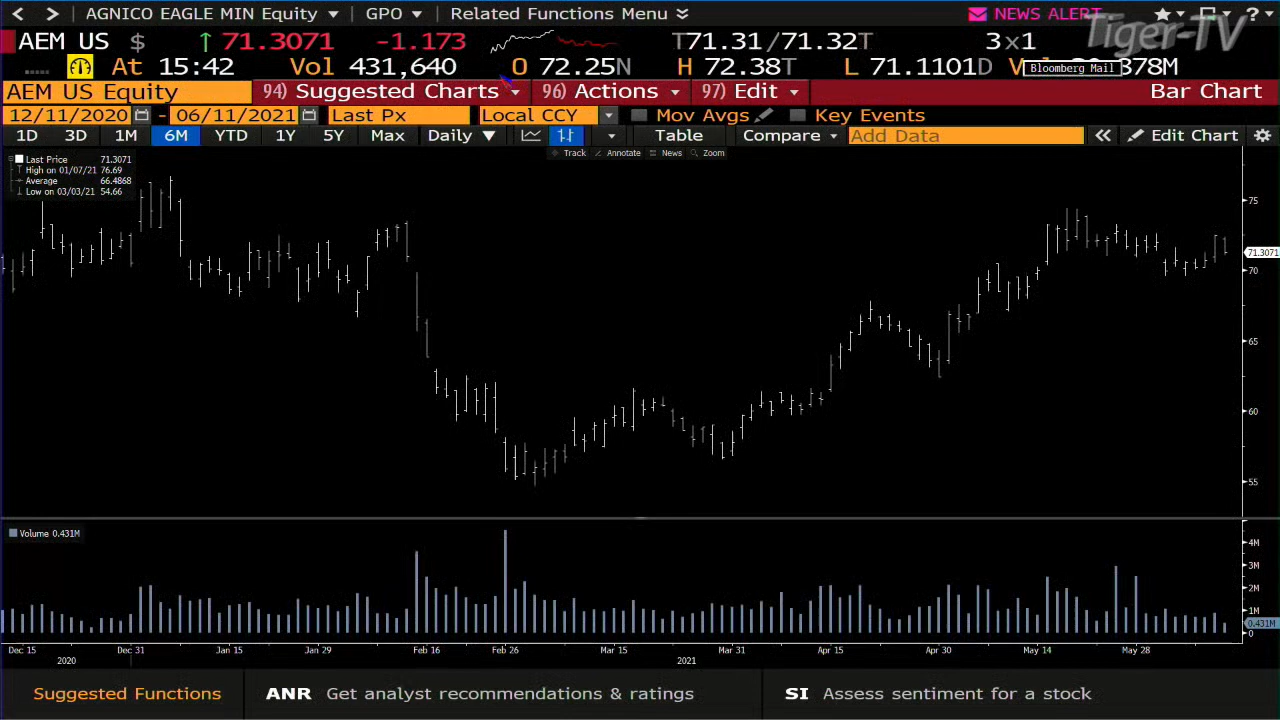 AGNICO EAGLE MIN Equity GPO Related Functions Menu NEWS ALERT ?
AEM US $ ↑ 71.3071 -1.173 T71.31/71.32T 3x1 Tiger-TV
At 15:42 Vol 431,640 O 72.25N H 72.38T L 71.1101D 378M
Bloomberg Mail
AEM US Equity 94) Suggested Charts 96) Actions 97) Edit Bar Chart
12/11/2020 - 06/11/2021 Last Px Local CCY Mov Avgs Key Events
1D 3D 1M 6M YTD 1Y 5Y Max Daily ▼ Table Compare Add Data « Edit Chart
Track Annotate News Zoom
Last Price 71.3071
High on 01/07/21 76.69
Average 66.4868
Low on 03/03/21 54.66
75
71.3071
70
65
60
55
Volume 0.431M
4M
3M
2M
1M
0.431M
0
Dec 15 Dec 31 Jan 15 Jan 29 Feb 16 Feb 26 Mar 15 Mar 31 Apr 15 Apr 30 May 14 May 28
2020 2021
Suggested Functions ANR Get analyst recommendations & ratings SI Assess sentiment for a stock